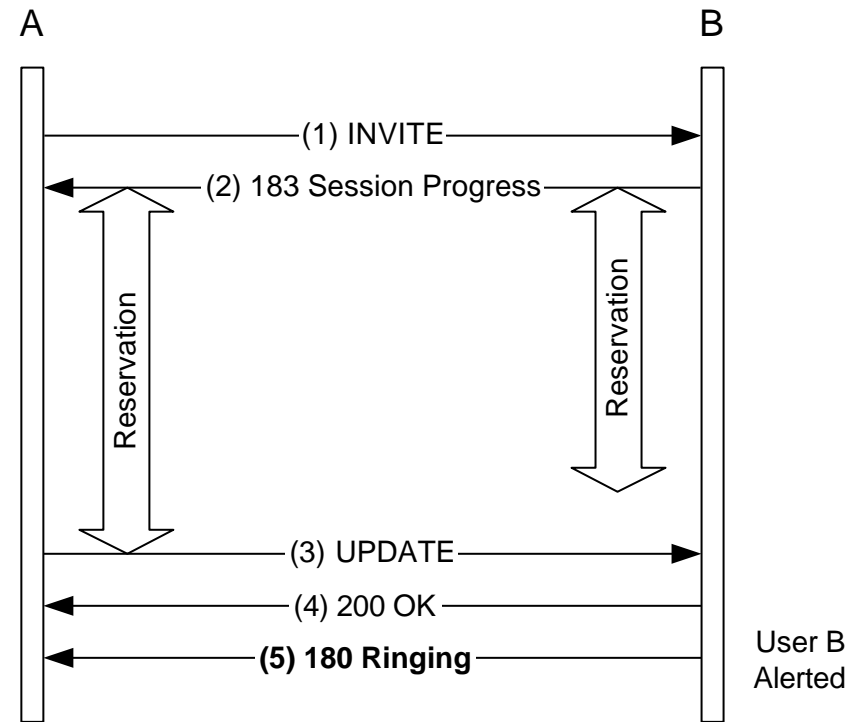 A
B
(1) INVITE
(2) 183 Session Progress
Reservation
Reservation
(3) UPDATE
(4) 200 OK
(5) 180 Ringing
User B
Alerted